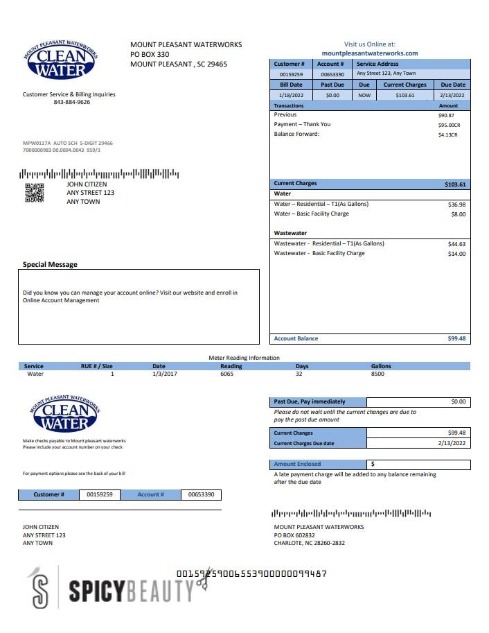 MOUNT PLEASANT WATERWORKS
CLEAN
WATER
Customer Service & Billing Inquiries
843-884-9626
MOUNT PLEASANT WATERWORKS
PO BOX 330
MOUNT PLEASANT , SC 29465
Visit us Online at:
mountpleasantwaterworks.com
Customer # Account # Service Address
00159259 00653390 Any Street 123, Any Town
Bill Date Past Due Due Current Charges Due Date
1/18/2022 $0.00 NOW $103.61 2/13/2022
Transactions Amount
Previous $90.87
Payment – Thank You $95.00CR
Balance Forward: $4.13CR
MPW0117A AUTO SCH 5-DIGIT 29466
JOHN CITIZEN
ANY STREET 123
ANY TOWN
Current Charges $103.61
Water
Water – Residential – T1(As Gallons) $36.98
Water – Basic Facility Charge $8.00
Wastewater
Wastewater - Residential – T1(As Gallons) $44.63
Wastewater – Basic Facility Charge $14.00
Account Balance $99.48
Special Message
Did you know you can manage your account online? Visit our website and enroll in
Online Account Management
Meter Reading Information
Service RUE # / Size Date Reading Days Gallons
Water 1 1/3/2017 6065 32 8500
MOUNT PLEASANT WATERWORKS
CLEAN
WATER
Make checks payable to Mount pleasant waterworks
Please include your account number on your check
For payment options please see the back of your bill
Customer # 00159259 Account # 00653390
Past Due, Pay immediately $0.00
Please do not wait until the current changes are due to
pay the past due amount
Current Charges $99.48
Current Charges Due date 2/13/2022
Amount Enclosed $
A late payment charge will be added to any balance remaining
after the due date
JOHN CITIZEN
ANY STREET 123
ANY TOWN
MOUNT PLEASANT WATERWORKS
PO BOX 602832
CHARLOTE, NC 28260-2832
SPICYBEAUTY